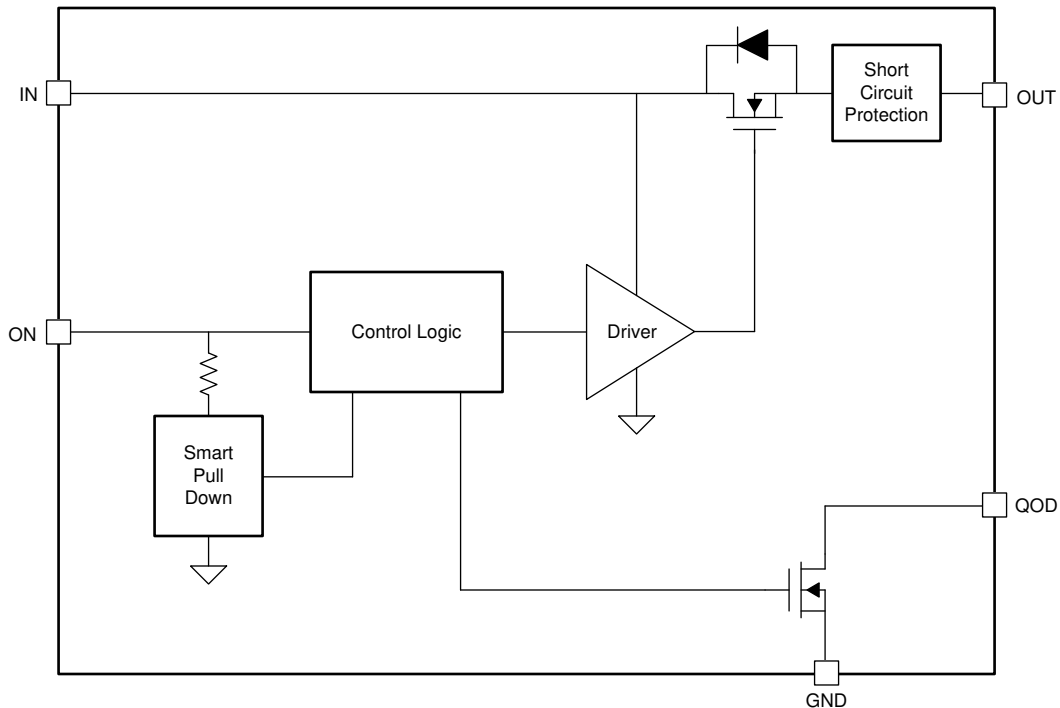 IN
Short
Circuit
Protection
OUT
ON
Control Logic
Driver
Smart
Pull
Down
QOD
GND